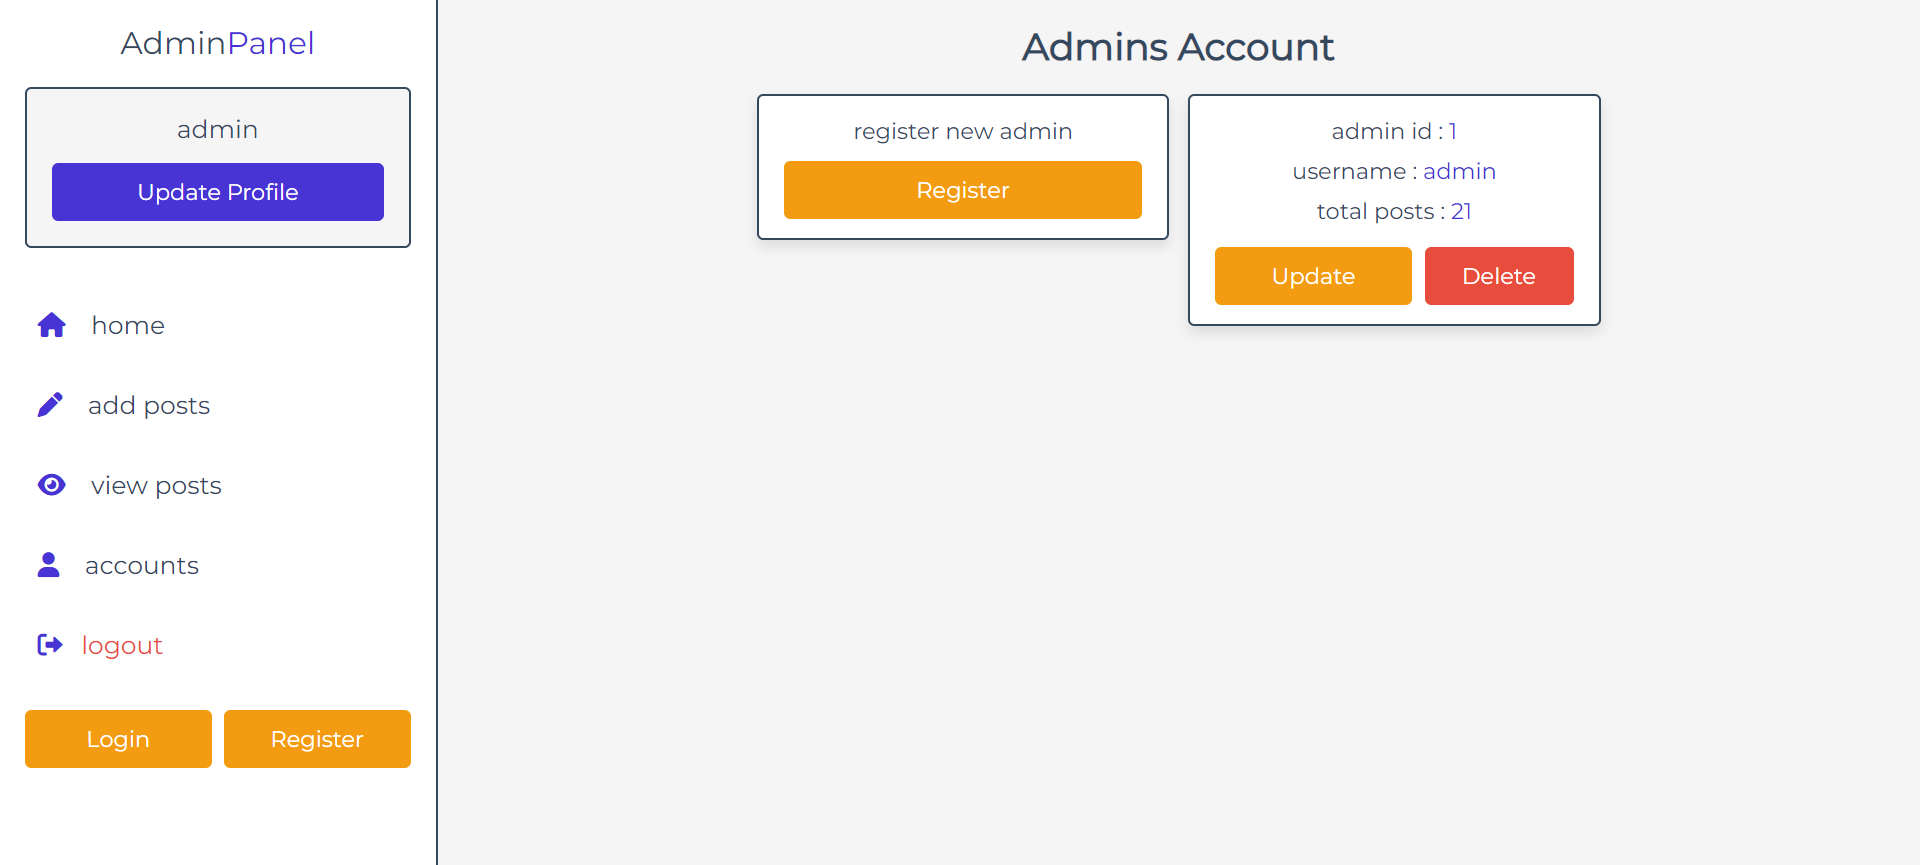 AdminPanel
admin
Update Profile
home
add posts
view posts
accounts
logout
Login
Register
Admins Account
register new admin
Register
admin id : 1
username : admin
total posts : 21
Update
Delete